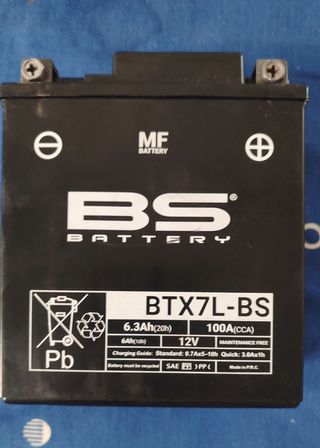 MF
BATTERY
BS®
BATTERY
BTX7L-BS
6.3Ah(20h) 100A(CCA)
6Ah(10h) 12V MAINTENANCE FREE
Charging Guide: Standard: 0.7Ax5-10h Quick: 3.0Ax1h
Battery must be recycled SAE PP Made in P.R.C.
Pb